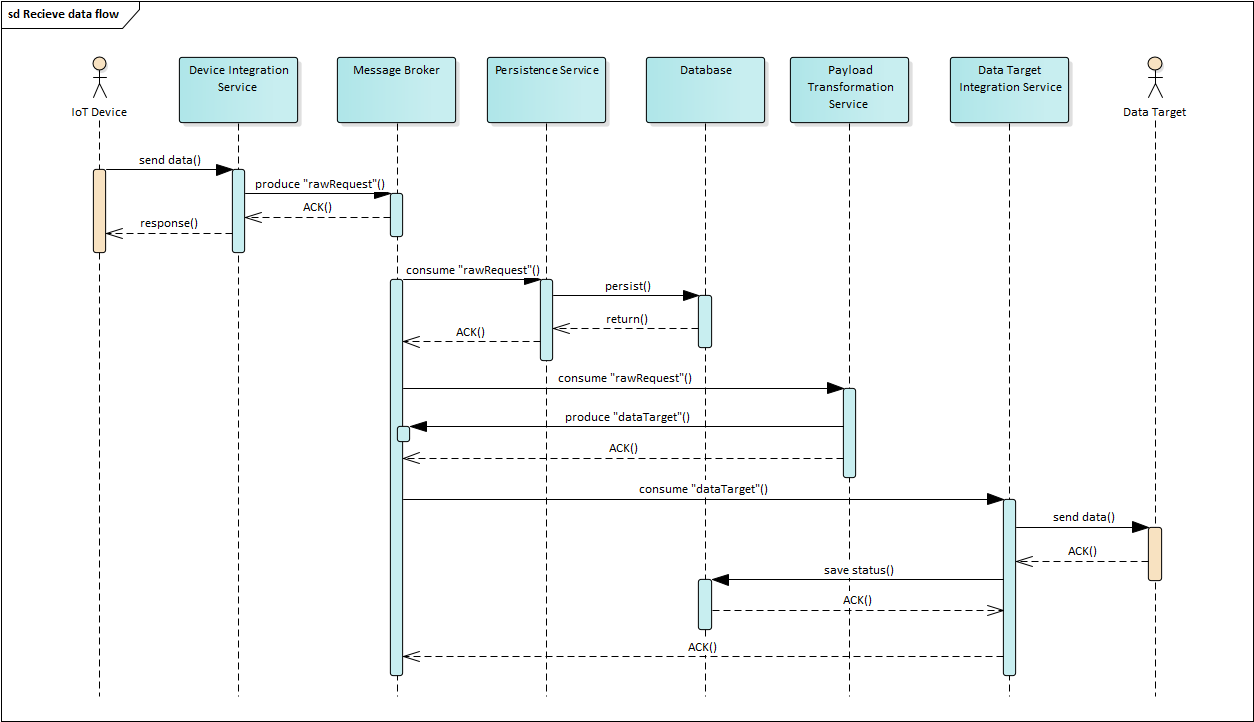 sd Recieve data flow
IoT Device
Device Integration
Service
Message Broker
Persistence Service
Database
Payload
Transformation
Service
Data Target
Integration Service
Data Target
send data()
produce "rawRequest"()
ACK()
response()
consume "rawRequest"()
persist()
return()
ACK()
consume "rawRequest"()
produce "dataTarget"()
ACK()
consume "dataTarget"()
send data()
ACK()
save status()
ACK()
ACK()